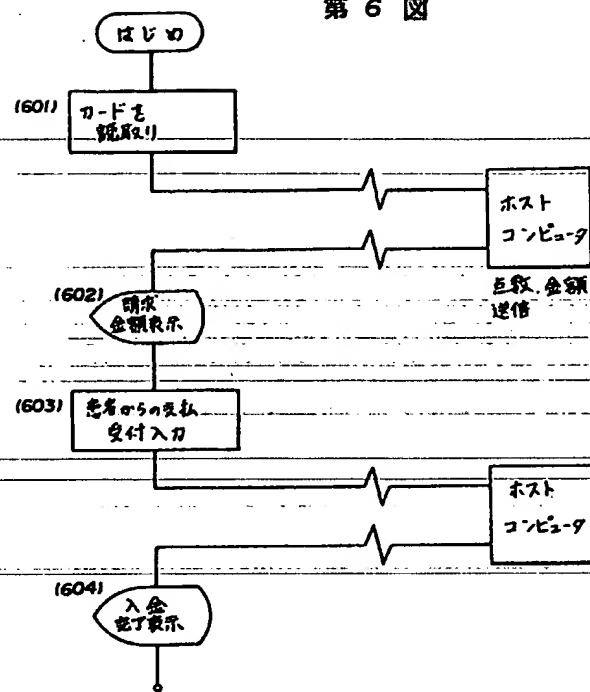 第 6 図
はじめ
(601)
カードを
読取り
ホスト
コンピュータ
点数、金額
送信
(602)
請求
金額表示
(603)
患者からの支払
受付入力
ホスト
コンピュータ
(604)
入金
完了表示